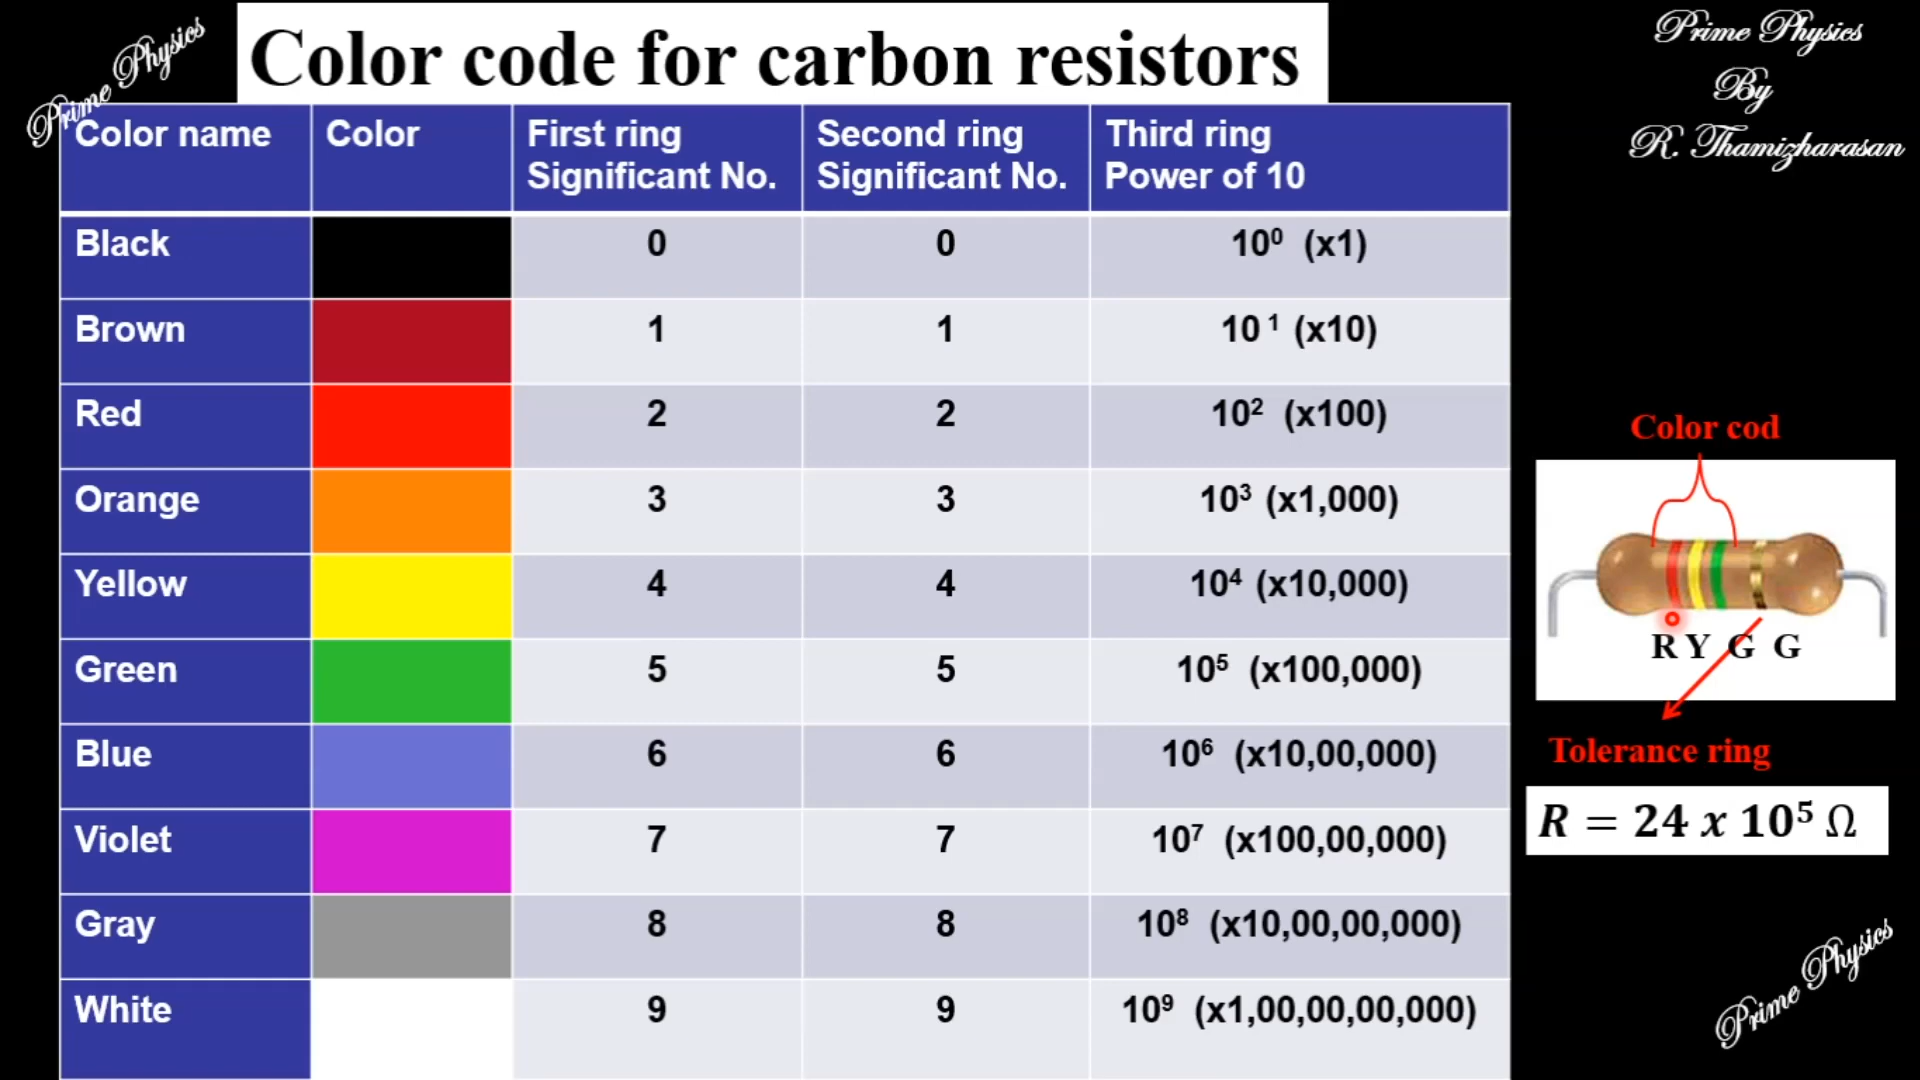 Prime Physics
Color code for carbon resistors
Prime Physics
By
R. Thamizharasan
Color name Color First ring Significant No. Second ring Significant No. Third ring Power of 10
Black 0 0 10⁰ (x1)
Brown 1 1 10 ¹ (x10)
Red 2 2 10² (x100)
Orange 3 3 10³ (x1,000)
Yellow 4 4 10⁴ (x10,000)
Green 5 5 10⁵ (x100,000)
Blue 6 6 10⁶ (x10,00,000)
Violet 7 7 10⁷ (x100,00,000)
Gray 8 8 10⁸ (x10,00,00,000)
White 9 9 10⁹ (x1,00,00,00,000)
Color cod
R Y G G
Tolerance ring
R = 24 x 10⁵ Ω
Prime Physics